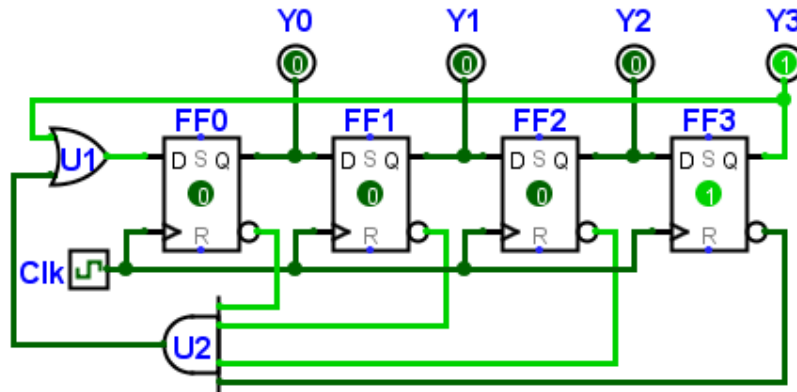 Y0 Y1 Y2 Y3
0 0 0 1
FF0 FF1 FF2 FF3
U1
D S Q D S Q D S Q D S Q
0 0 0 1
R R R R
Clk
U2